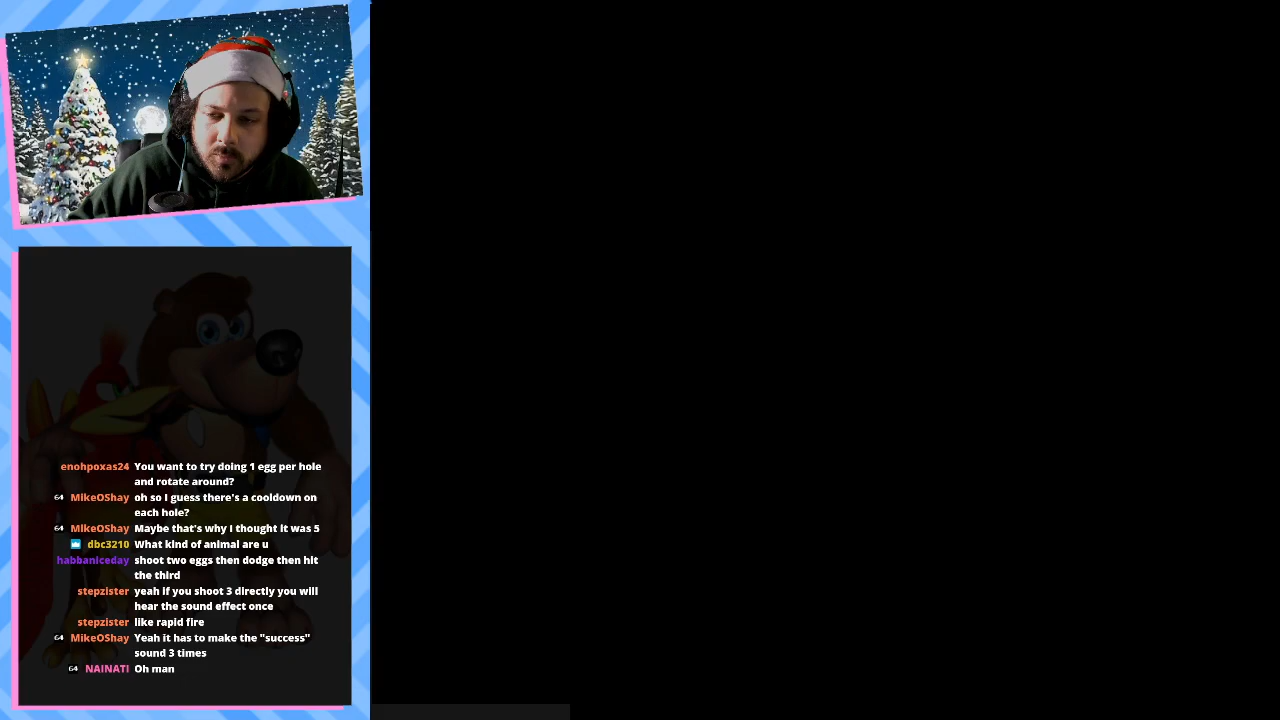 enohpoxas24 You want to try doing 1 egg per hole
and rotate around?
64 MikeOShay oh so I guess there's a cooldown on
each hole?
64 MikeOShay Maybe that's why I thought it was 5
dbc3210 What kind of animal are u
habbaniceday shoot two eggs then dodge then hit
the third
stepzister yeah if you shoot 3 directly you will
hear the sound effect once
stepzister like rapid fire
64 MikeOShay Yeah it has to make the "success"
sound 3 times
64 NAINATI Oh man